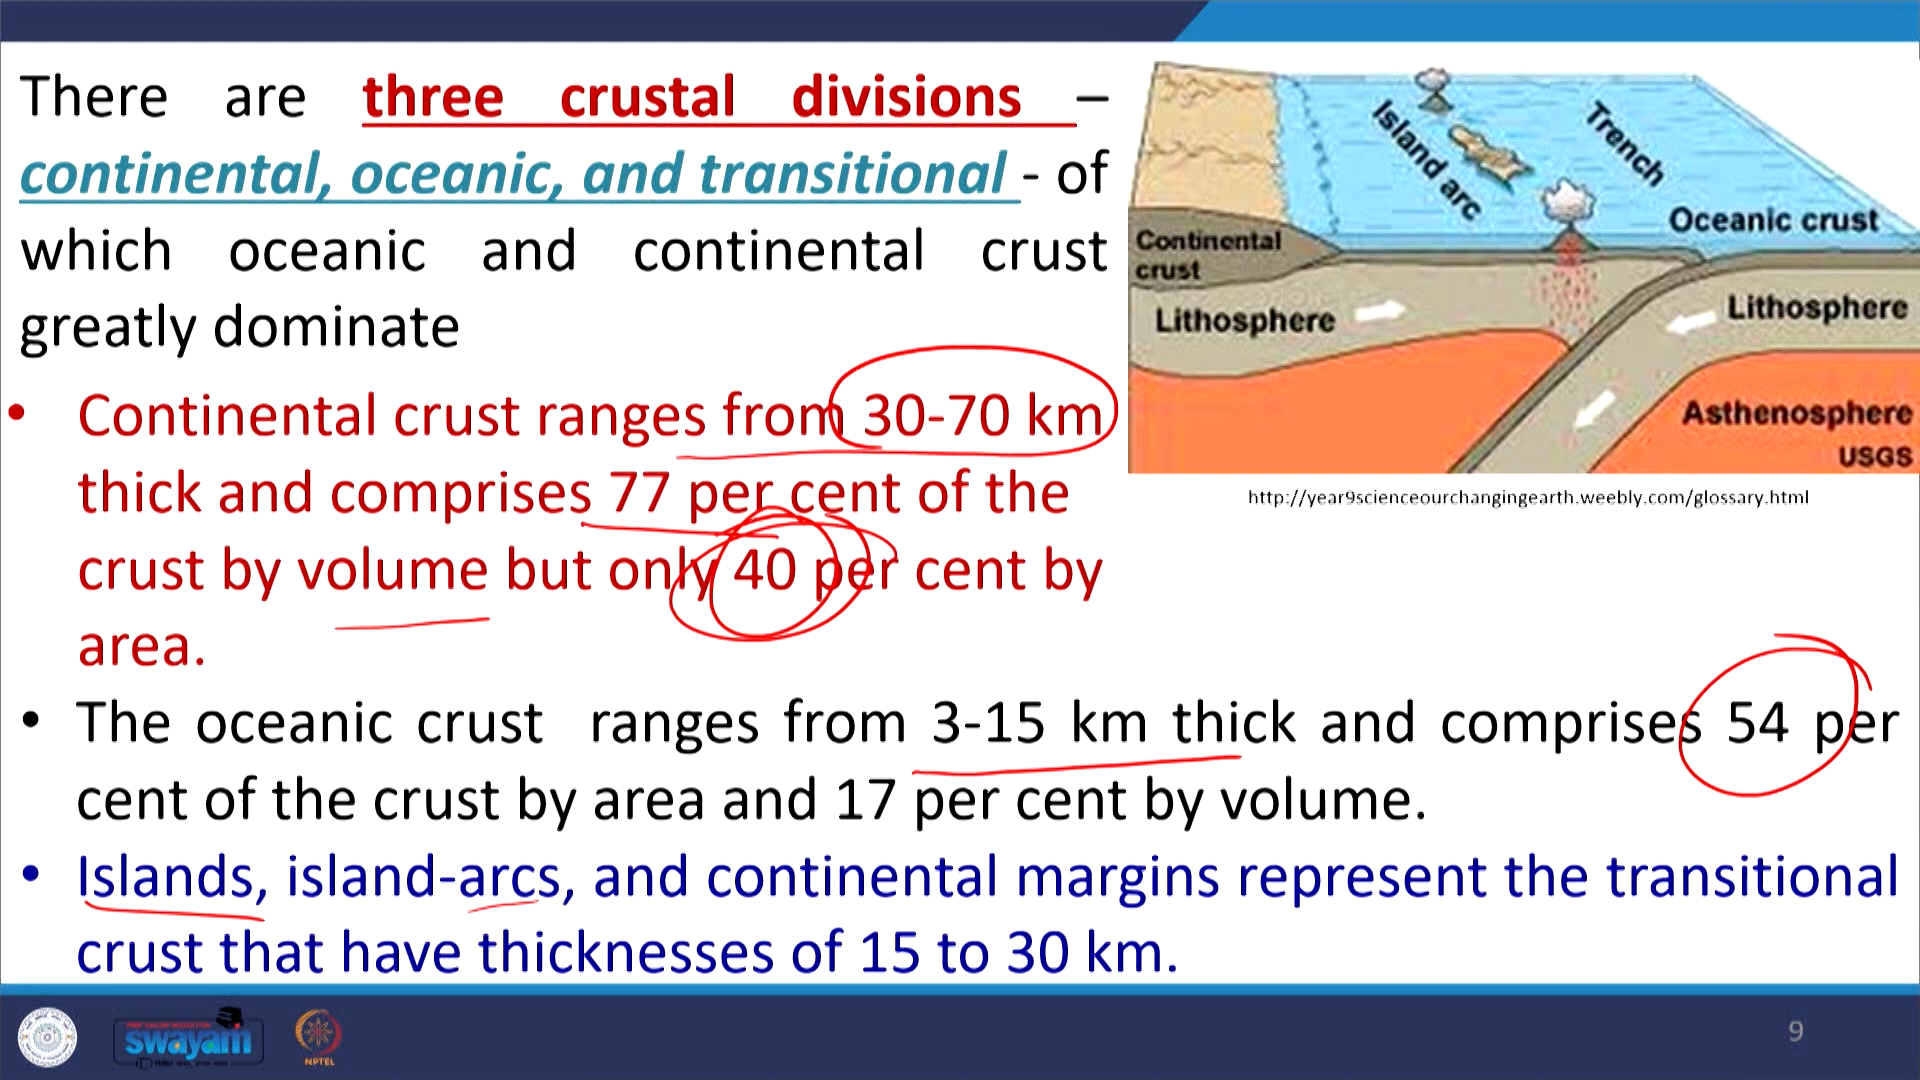 There are three crustal divisions –
continental, oceanic, and transitional - of
which oceanic and continental crust
greatly dominate
• Continental crust ranges from 30-70 km
thick and comprises 77 per cent of the
crust by volume but only 40 per cent by
area.
• The oceanic crust ranges from 3-15 km thick and comprises 54 per
cent of the crust by area and 17 per cent by volume.
• Islands, island-arcs, and continental margins represent the transitional
crust that have thicknesses of 15 to 30 km.
Island arc
Trench
Oceanic crust
Continental
crust
Lithosphere
Lithosphere
Asthenosphere
USGS
http://year9scienceourchangingearth.weebly.com/glossary.html
swayam
NPTEL
9